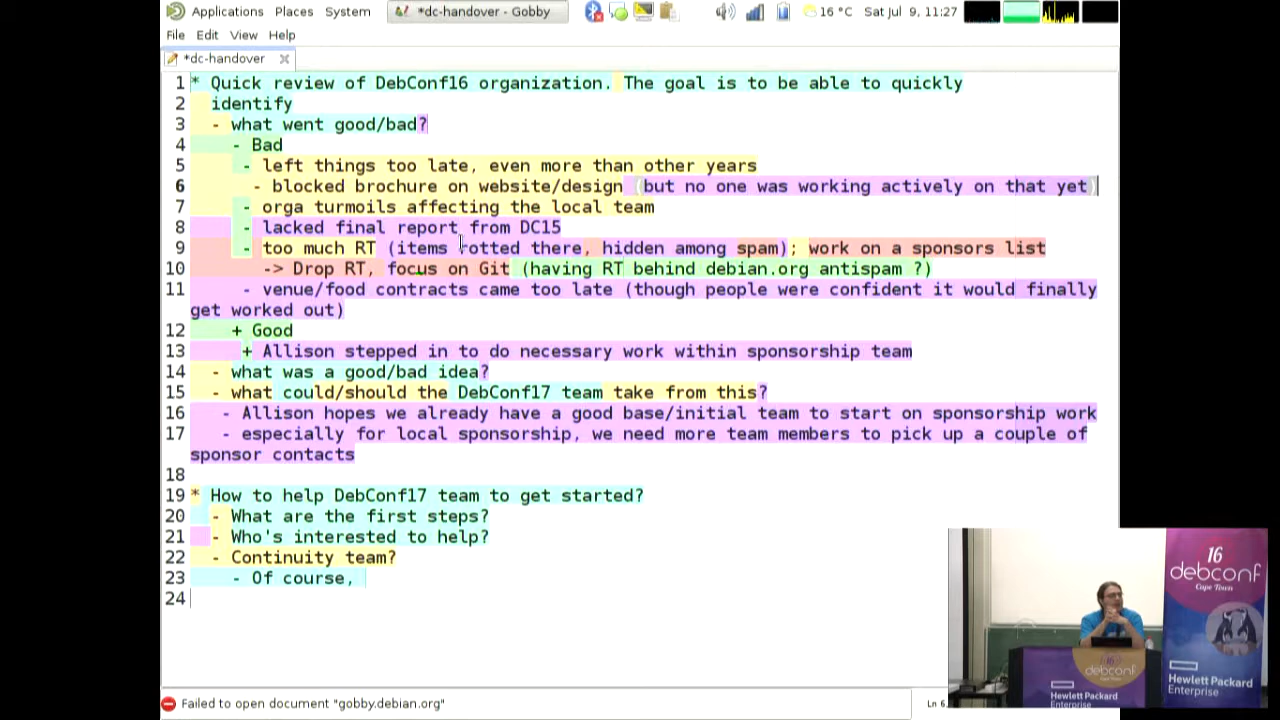 Applications Places System *dc-handover - Gobby 16 °C Sat Jul 9, 11:27
File Edit View Help
*dc-handover
1 * Quick review of DebConf16 organization. The goal is to be able to quickly
2 identify
3 - what went good/bad?
4 - Bad
5 - left things too late, even more than other years
6 - blocked brochure on website/design (but no one was working actively on that yet)
7 - orga turmoils affecting the local team
8 - lacked final report from DC15
9 - too much RT (items rotted there, hidden among spam); work on a sponsors list
10 -> Drop RT, focus on Git (having RT behind debian.org antispam ?)
11 - venue/food contracts came too late (though people were confident it would finally
get worked out)
12 + Good
13 + Allison stepped in to do necessary work within sponsorship team
14 - what was a good/bad idea?
15 - what could/should the DebConf17 team take from this?
16 - Allison hopes we already have a good base/initial team to start on sponsorship work
17 - especially for local sponsorship, we need more team members to pick up a couple of
sponsor contacts
18
19 * How to help DebConf17 team to get started?
20 - What are the first steps?
21 - Who's interested to help?
22 - Continuity team?
23 - Of course,
24
Failed to open document "gobby.debian.org"
Ln 6,
16
debconf
Cape Town
Hewlett Packard
Enterprise
16
debconf
Hewlett Packard
Enterprise